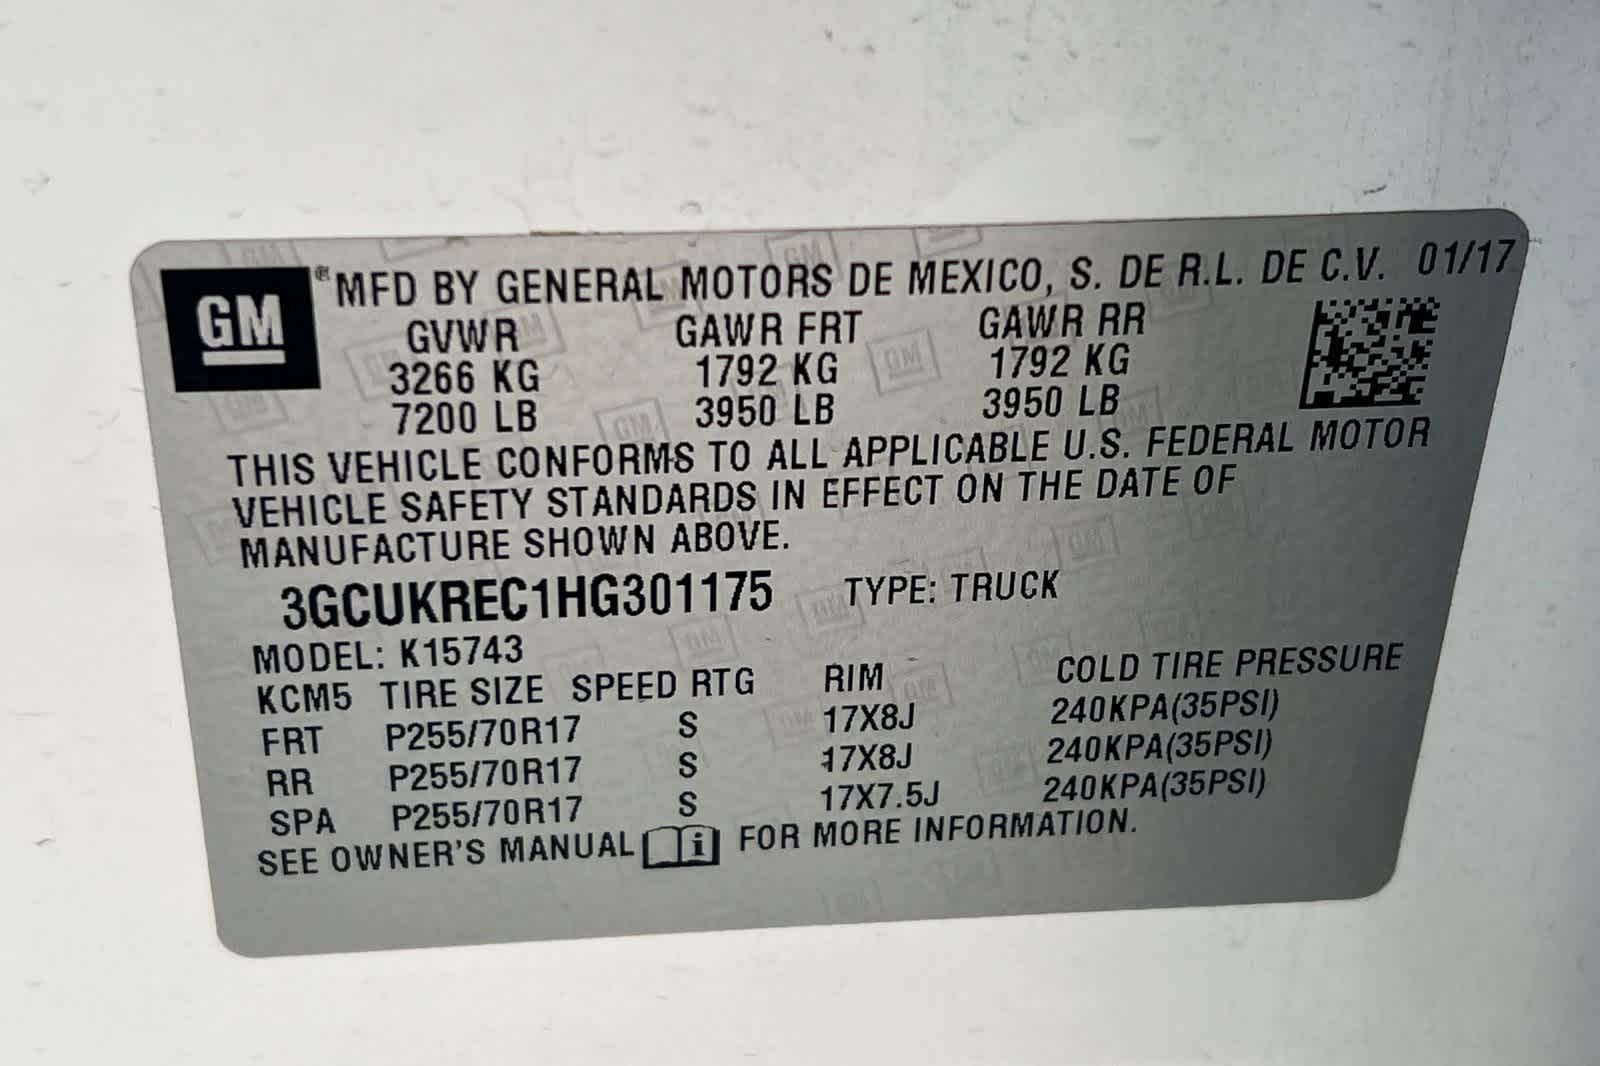 GM ® MFD BY GENERAL MOTORS DE MEXICO, S. DE R.L. DE C.V. 01/17
GVWR GAWR FRT GAWR RR
3266 KG 1792 KG 1792 KG
7200 LB 3950 LB 3950 LB
THIS VEHICLE CONFORMS TO ALL APPLICABLE U.S. FEDERAL MOTOR
VEHICLE SAFETY STANDARDS IN EFFECT ON THE DATE OF
MANUFACTURE SHOWN ABOVE.
3GCUKREC1HG301175 TYPE: TRUCK
MODEL: K15743
KCM5 TIRE SIZE SPEED RTG RIM COLD TIRE PRESSURE
FRT P255/70R17 S 17X8J 240KPA(35PSI)
RR P255/70R17 S 17X8J 240KPA(35PSI)
SPA P255/70R17 S 17X7.5J 240KPA(35PSI)
SEE OWNER'S MANUAL i FOR MORE INFORMATION.